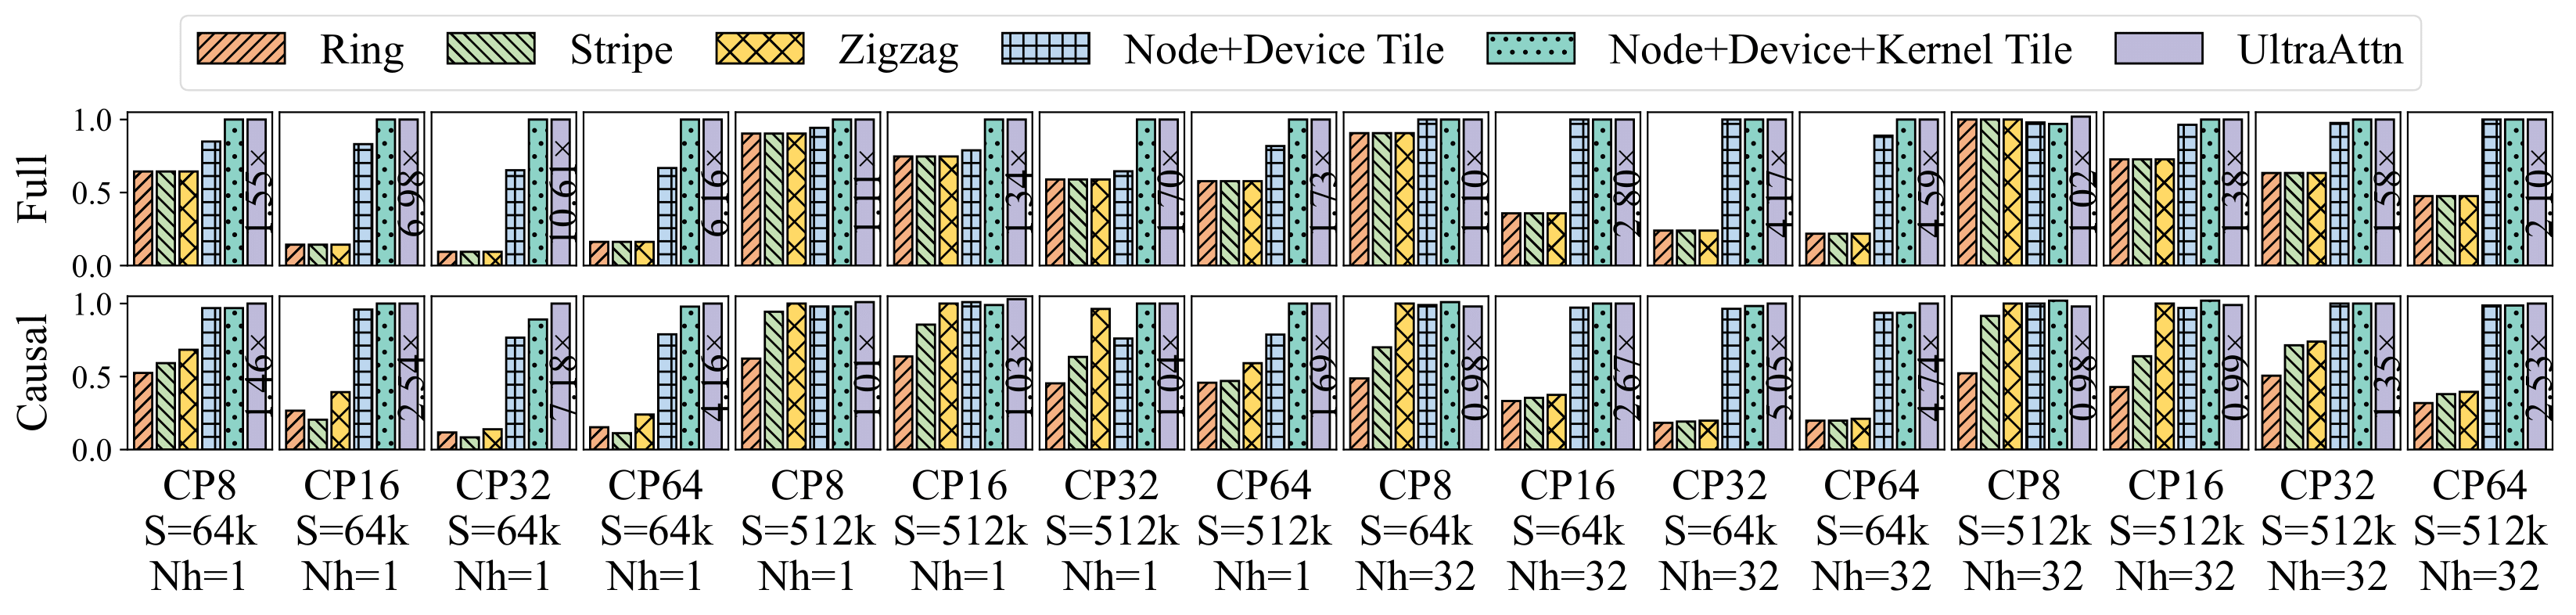 Ring Stripe Zigzag Node+Device Tile Node+Device+Kernel Tile UltraAttn
Full
1.0
0.5
0.0
1.55× 6.98× 10.61× 6.16× 1.11× 1.34× 1.70× 1.73× 1.10× 2.80× 4.17× 4.59× 1.02× 1.38× 1.58× 2.10×
Causal
1.0
0.5
0.0
1.46× 2.54× 7.18× 4.16× 1.01× 1.03× 1.04× 1.69× 0.98× 2.67× 5.05× 4.74× 0.98× 0.99× 1.35× 2.53×
CP8 CP16 CP32 CP64 CP8 CP16 CP32 CP64 CP8 CP16 CP32 CP64 CP8 CP16 CP32 CP64
S=64k S=64k S=64k S=64k S=512k S=512k S=512k S=512k S=64k S=64k S=64k S=64k S=512k S=512k S=512k S=512k
Nh=1 Nh=1 Nh=1 Nh=1 Nh=1 Nh=1 Nh=1 Nh=1 Nh=32 Nh=32 Nh=32 Nh=32 Nh=32 Nh=32 Nh=32 Nh=32